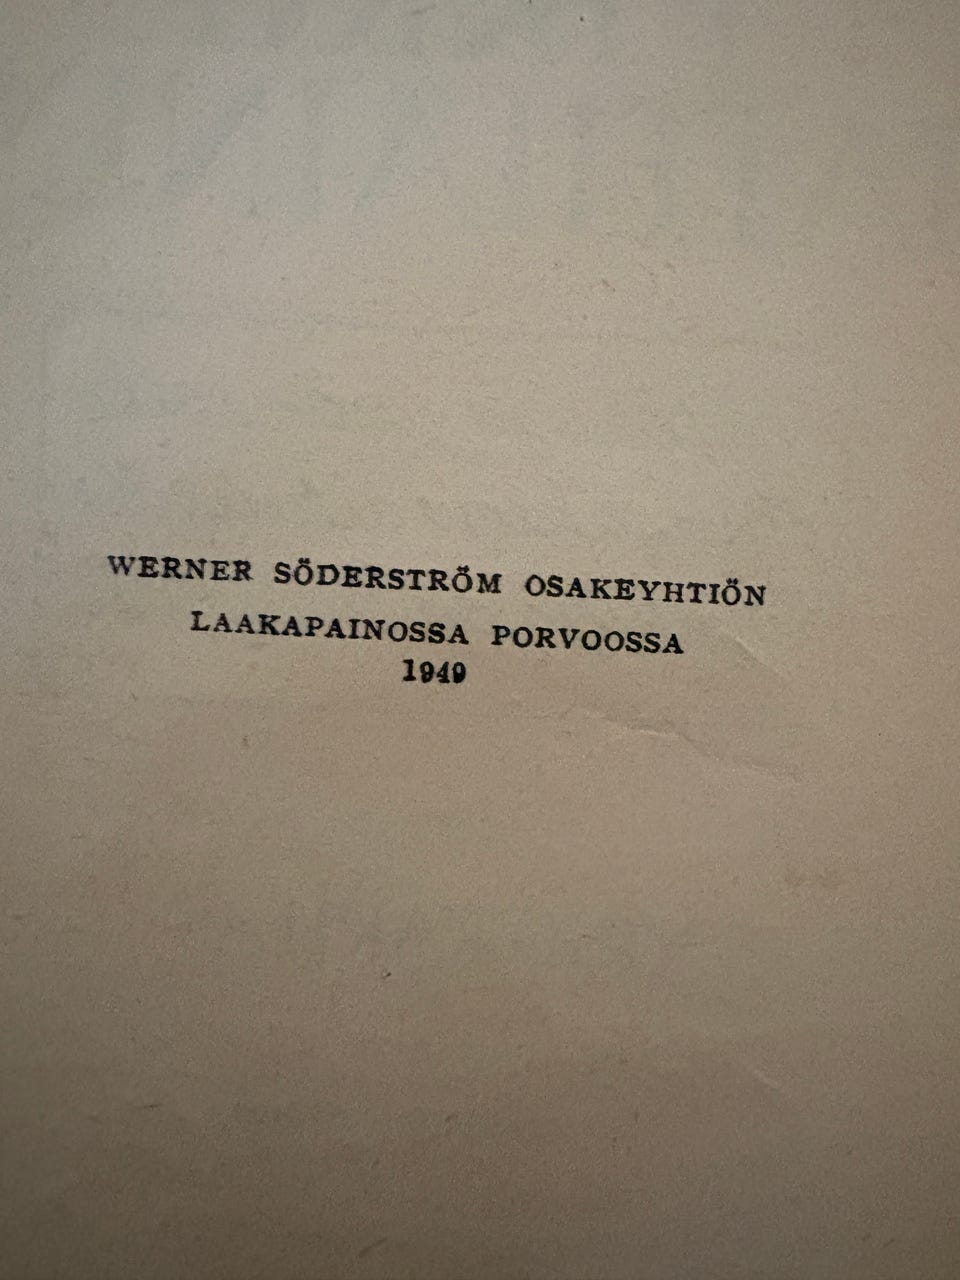 WERNER SÖDERSTRÖM OSAKEYHTIÖN
LAAKAPAINOSSA PORVOOSSA
1949